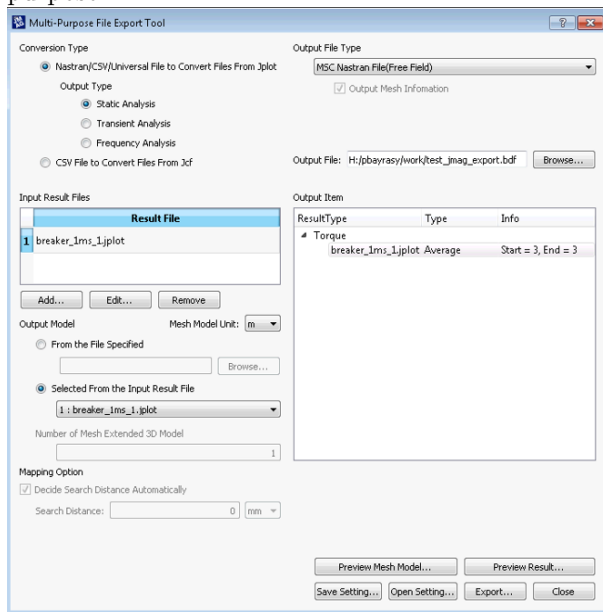 Multi-Purpose File Export Tool
Conversion Type
Nastran/CSV/Universal File to Convert Files From Jplot
Output Type
Static Analysis
Transient Analysis
Frequency Analysis
CSV File to Convert Files From Jcf
Output File Type
MSC Nastran File(Free Field)
Output Mesh Infomation
Output File: H:/pbayrasy/work/test_jmag_export.bdf Browse...
Input Result Files
Result File
1 breaker_1ms_1.jplot
Add... Edit... Remove
Output Model Mesh Model Unit: m
From the File Specified
Browse...
Selected From the Input Result File
1 : breaker_1ms_1.jplot
Number of Mesh Extended 3D Model
1
Mapping Option
Decide Search Distance Automatically
Search Distance: 0 mm
Output Item
ResultType Type Info
Torque
breaker_1ms_1.jplot Average Start = 3, End = 3
Preview Mesh Model... Preview Result...
Save Setting... Open Setting... Export... Close